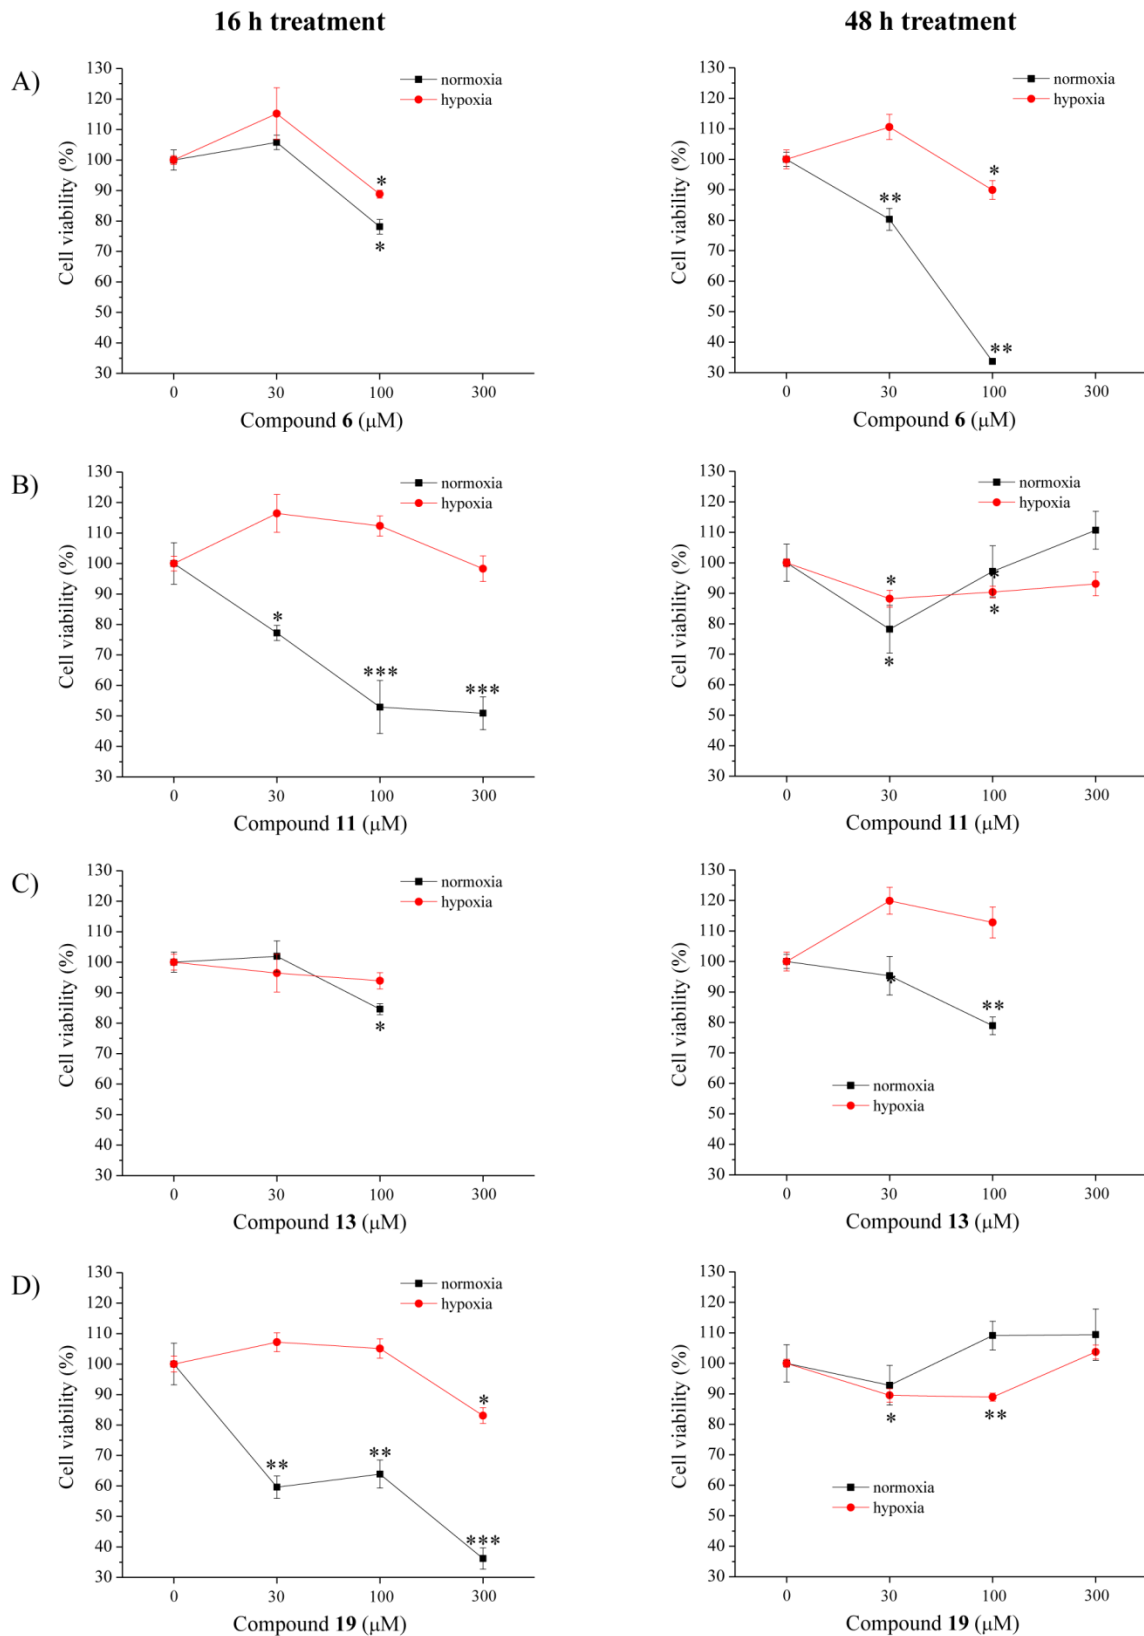 16 h treatment
48 h treatment
A)
130
120
110
100
90
80
70
60
50
40
30
Cell viability (%)
normoxia
hypoxia
*
*
0 30 100 300
Compound 6 (μM)
130
120
110
100
90
80
70
60
50
40
30
Cell viability (%)
normoxia
hypoxia
**
*
**
0 30 100 300
Compound 6 (μM)
B)
130
120
110
100
90
80
70
60
50
40
30
Cell viability (%)
normoxia
hypoxia
*
***
***
0 30 100 300
Compound 11 (μM)
130
120
110
100
90
80
70
60
50
40
30
Cell viability (%)
normoxia
hypoxia
*
*
*
*
0 30 100 300
Compound 11 (μM)
C)
130
120
110
100
90
80
70
60
50
40
30
Cell viability (%)
normoxia
hypoxia
*
0 30 100 300
Compound 13 (μM)
130
120
110
100
90
80
70
60
50
40
30
Cell viability (%)
*
**
normoxia
hypoxia
0 30 100 300
Compound 13 (μM)
D)
130
120
110
100
90
80
70
60
50
40
30
Cell viability (%)
normoxia
hypoxia
*
**
**
***
0 30 100 300
Compound 19 (μM)
130
120
110
100
90
80
70
60
50
40
30
Cell viability (%)
*
**
normoxia
hypoxia
0 30 100 300
Compound 19 (μM)